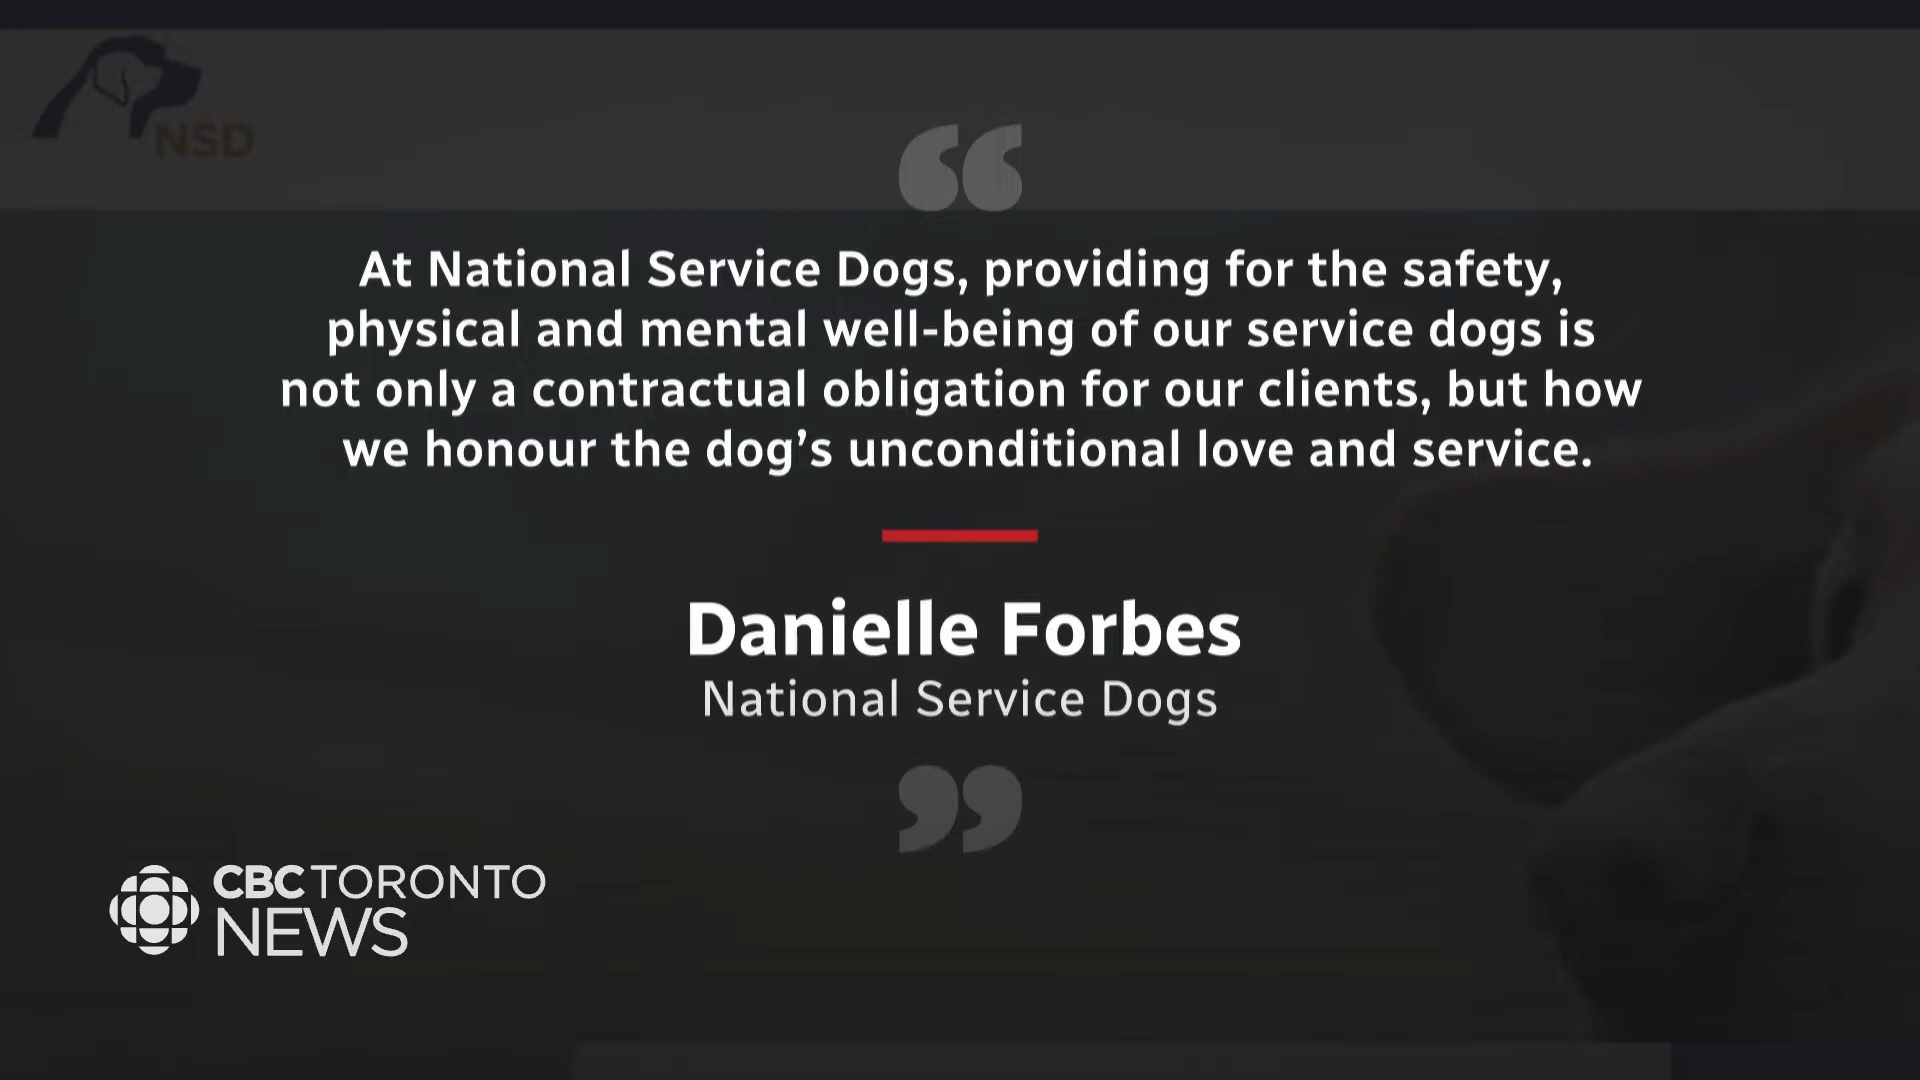 NSD
“
At National Service Dogs, providing for the safety,
physical and mental well-being of our service dogs is
not only a contractual obligation for our clients, but how
we honour the dog’s unconditional love and service.
Danielle Forbes
National Service Dogs
”
CBC TORONTO
NEWS